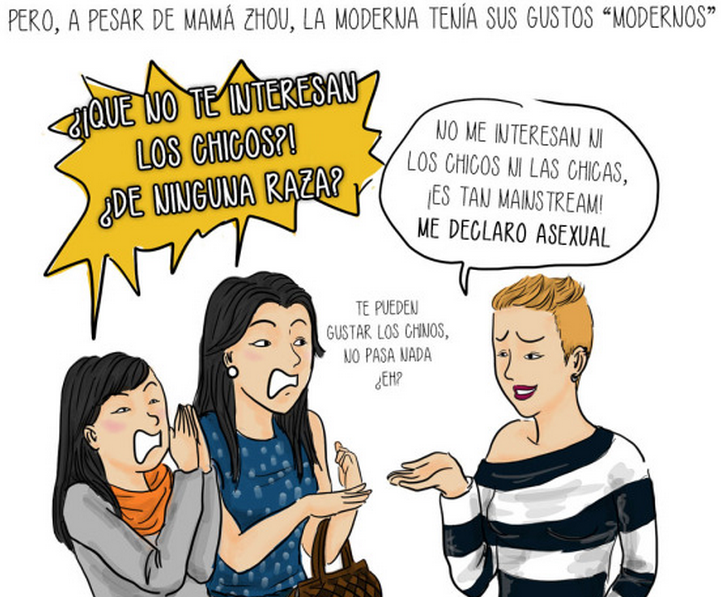 PERO, A PESAR DE MAMÁ ZHOU, LA MODERNA TENÍA SUS GUSTOS “MODERNOS”
¿¡QUE NO TE INTERESAN
LOS CHICOS?!
¿DE NINGUNA RAZA?
NO ME INTERESAN NI
LOS CHICOS NI LAS CHICAS,
¡ES TAN MAINSTREAM!
ME DECLARO ASEXUAL
TE PUEDEN
GUSTAR LOS CHINOS,
NO PASA NADA
¿EH?